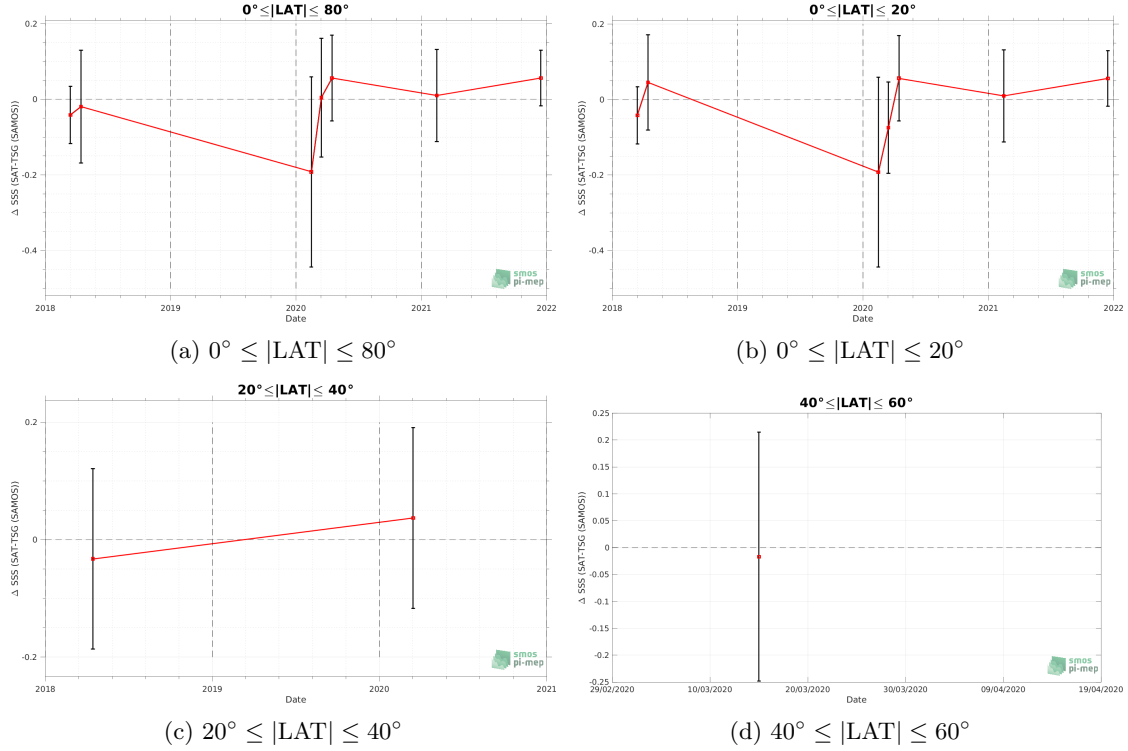 0°≤|LAT|≤ 80°
Δ SSS (SAT-TSG (SAMOS))
0.2
0
-0.2
-0.4
2018 2019 2020 2021 2022
Date
smos
pi-mep
(a) 0° ≤ |LAT| ≤ 80°
0°≤|LAT|≤ 20°
Δ SSS (SAT-TSG (SAMOS))
0.2
0
-0.2
-0.4
2018 2019 2020 2021 2022
Date
smos
pi-mep
(b) 0° ≤ |LAT| ≤ 20°
20°≤|LAT|≤ 40°
Δ SSS (SAT-TSG (SAMOS))
0.2
0
-0.2
2018 2019 2020 2021
Date
smos
pi-mep
(c) 20° ≤ |LAT| ≤ 40°
40°≤|LAT|≤ 60°
Δ SSS (SAT-TSG (SAMOS))
0.25
0.2
0.15
0.1
0.05
0
-0.05
-0.1
-0.15
-0.2
-0.25
29/02/2020 10/03/2020 20/03/2020 30/03/2020 09/04/2020 19/04/2020
Date
smos
pi-mep
(d) 40° ≤ |LAT| ≤ 60°